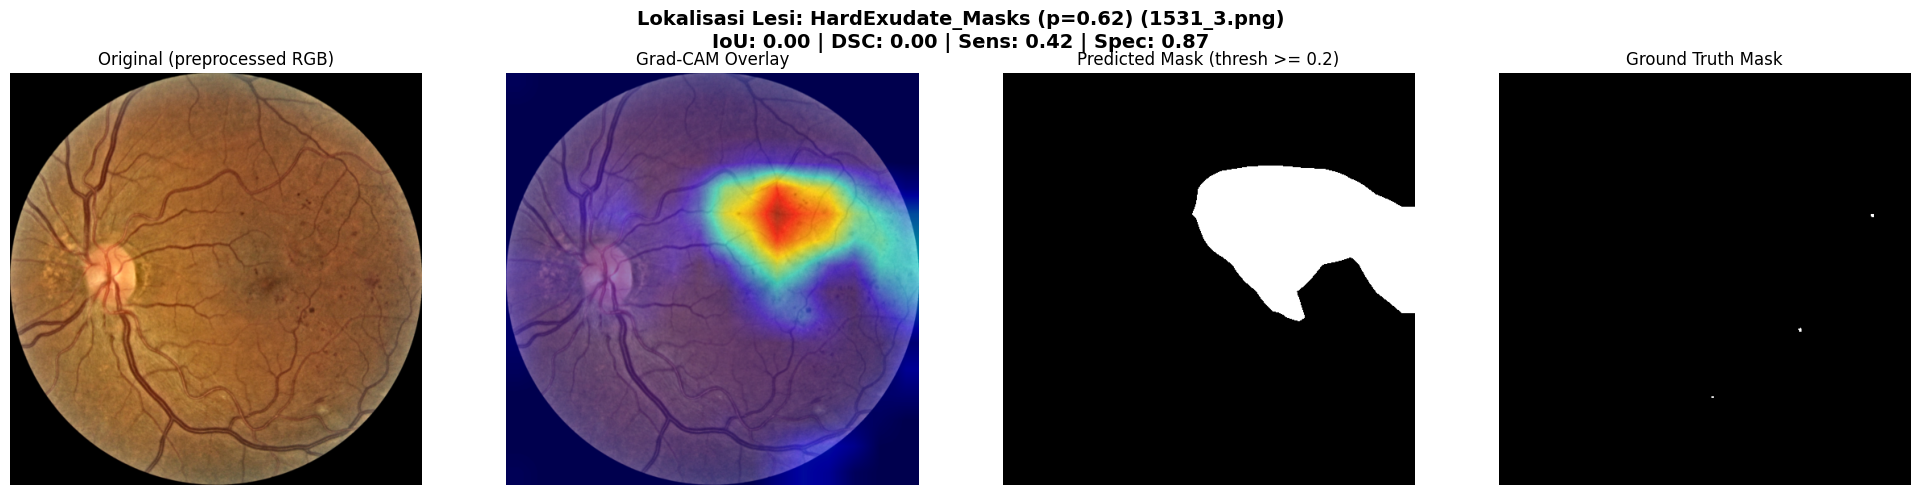 Lokalisasi Lesi: HardExudate_Masks (p=0.62) (1531_3.png)
IoU: 0.00 | DSC: 0.00 | Sens: 0.42 | Spec: 0.87
Original (preprocessed RGB)
Grad-CAM Overlay
Predicted Mask (thresh >= 0.2)
Ground Truth Mask